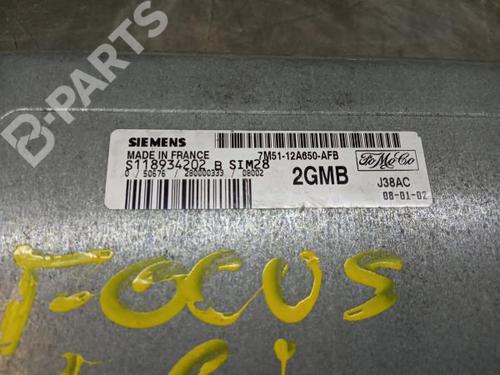 B-PARTS
SIEMENS
MADE IN FRANCE 7M51-12A650-AFB
S118934202 B SIM28
0 / 50676 / 280000333 / 08002
2GMB
FoMoCo
J38AC
08-01-02
FOCUS